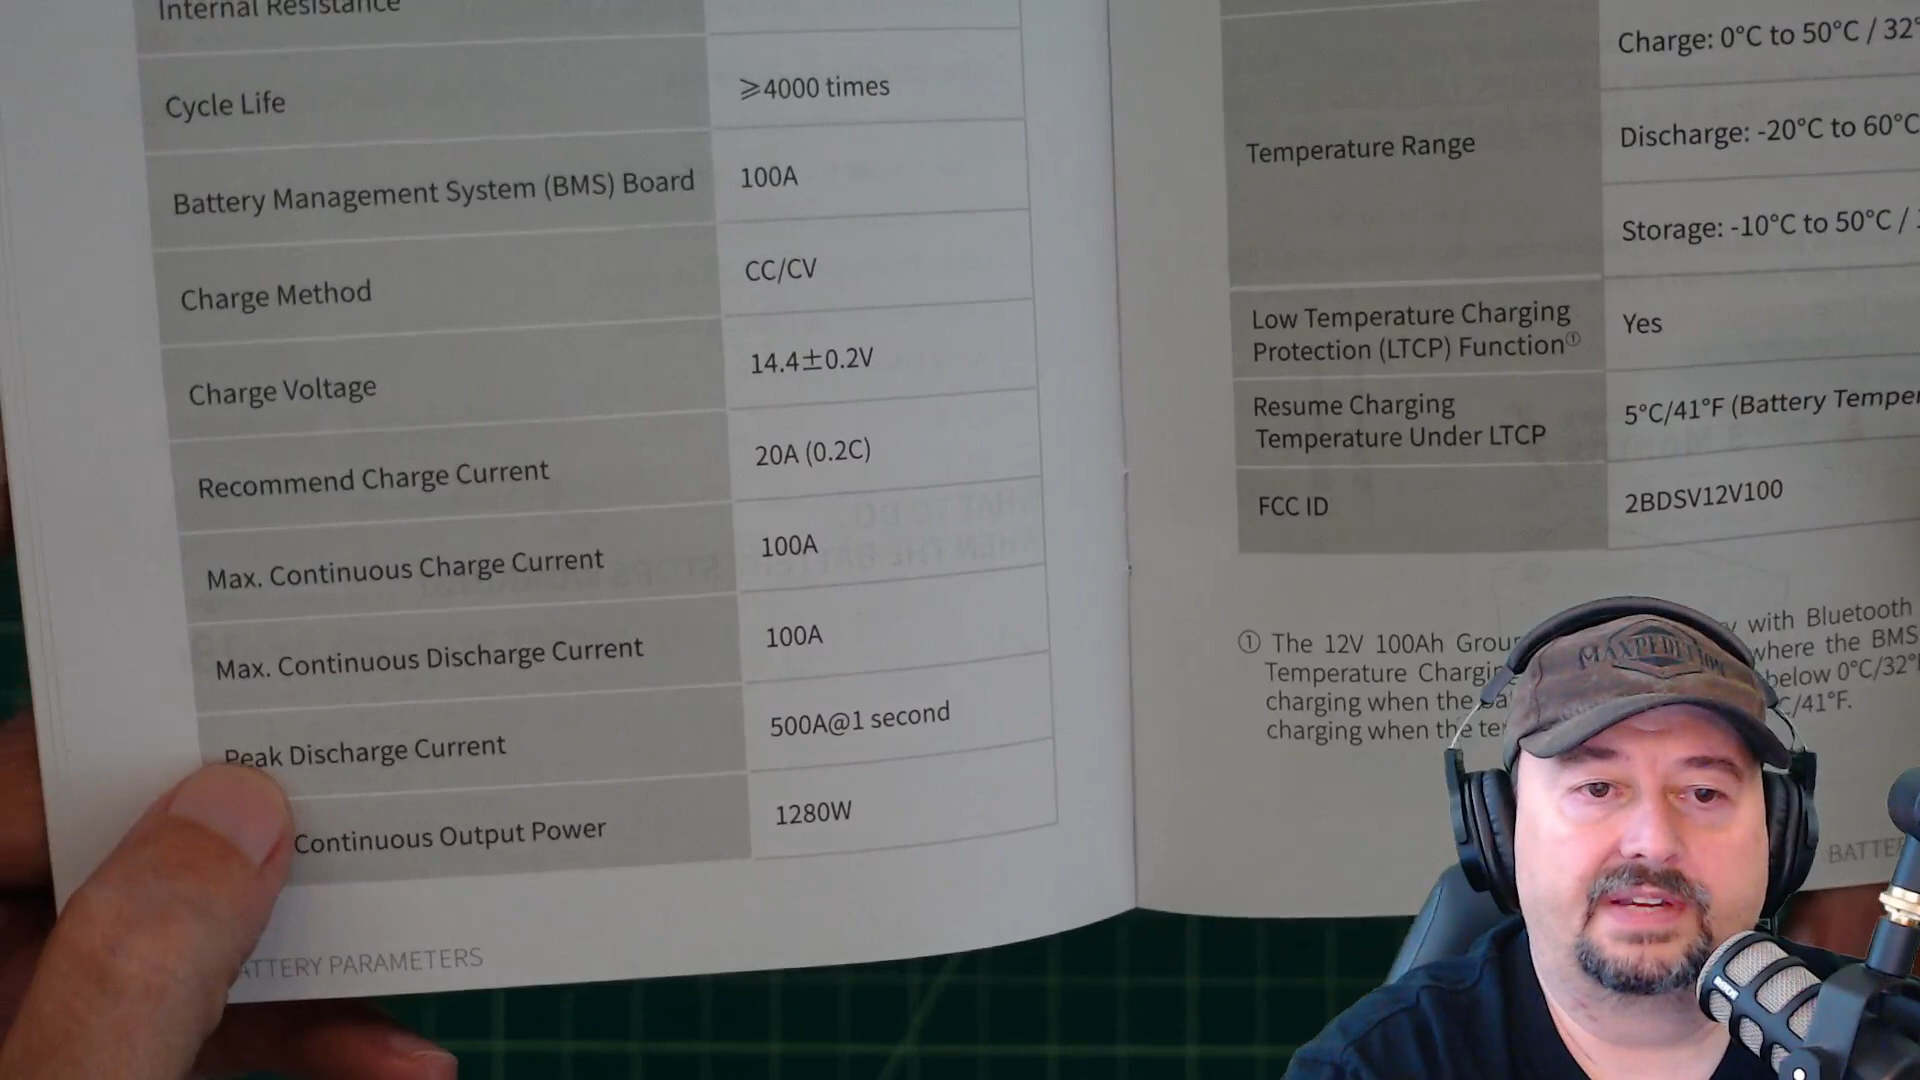 Internal Resistance
Cycle Life
≥4000 times
Battery Management System (BMS) Board
100A
Charge Method
CC/CV
Charge Voltage
14.4±0.2V
Recommend Charge Current
20A (0.2C)
Max. Continuous Charge Current
100A
Max. Continuous Discharge Current
100A
Peak Discharge Current
500A@1 second
Continuous Output Power
1280W
ATTERY PARAMETERS
Temperature Range
Charge: 0°C to 50°C / 32°
Discharge: -20°C to 60°C
Storage: -10°C to 50°C /
Low Temperature Charging
Protection (LTCP) Function①
Yes
Resume Charging
Temperature Under LTCP
5°C/41°F (Battery Temper
FCC ID
2BDSV12V100
① The 12V 100Ah Grou with Bluetooth
Temperature Charging where the BMS
charging when the ba below 0°C/32°F
charging when the te C/41°F.
BATTE
MAXPEDITION